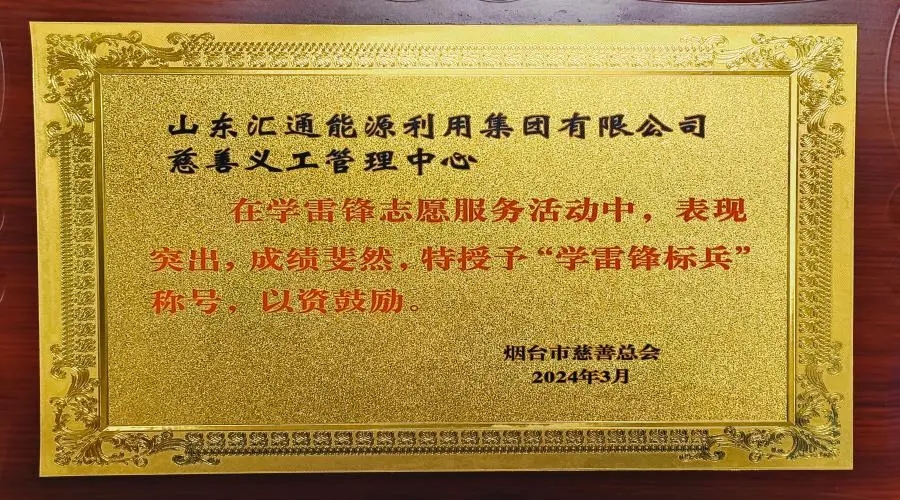 山东汇通能源利用集团有限公司
慈善义工管理中心
在学雷锋志愿服务活动中，表现
突出，成绩斐然，特授予“学雷锋标兵”
称号，以资鼓励。
烟台市慈善总会
2024年3月